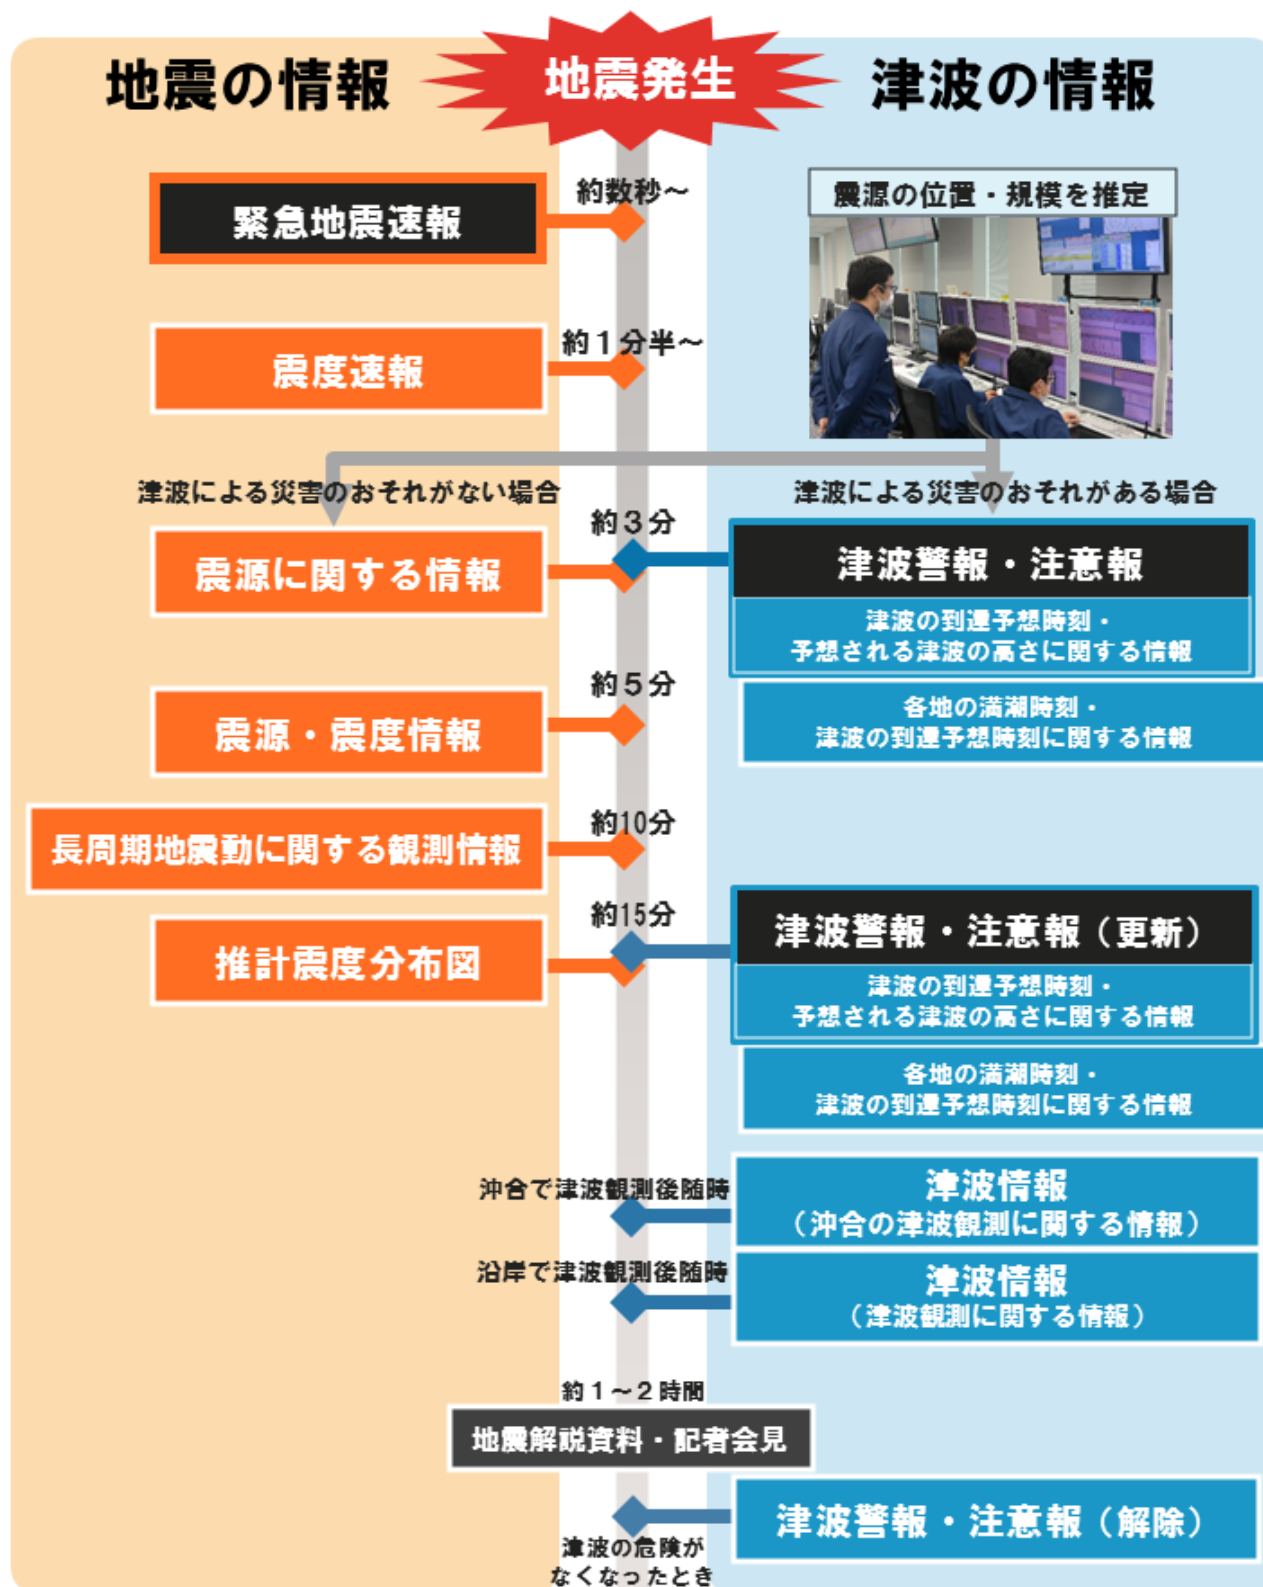 地震の情報
地震発生
津波の情報
約数秒～
緊急地震速報
震源の位置・規模を推定
約１分半～
震度速報
津波による災害のおそれがない場合
津波による災害のおそれがある場合
約３分
震源に関する情報
津波警報・注意報
津波の到達予想時刻・
予想される津波の高さに関する情報
約５分
震源・震度情報
各地の満潮時刻・
津波の到達予想時刻に関する情報
約10分
長周期地震動に関する観測情報
約15分
推計震度分布図
津波警報・注意報（更新）
津波の到達予想時刻・
予想される津波の高さに関する情報
各地の満潮時刻・
津波の到達予想時刻に関する情報
沖合で津波観測後随時
津波情報
（沖合の津波観測に関する情報）
沿岸で津波観測後随時
津波情報
（津波観測に関する情報）
約１～２時間
地震解説資料・記者会見
津波警報・注意報（解除）
津波の危険が
なくなったとき